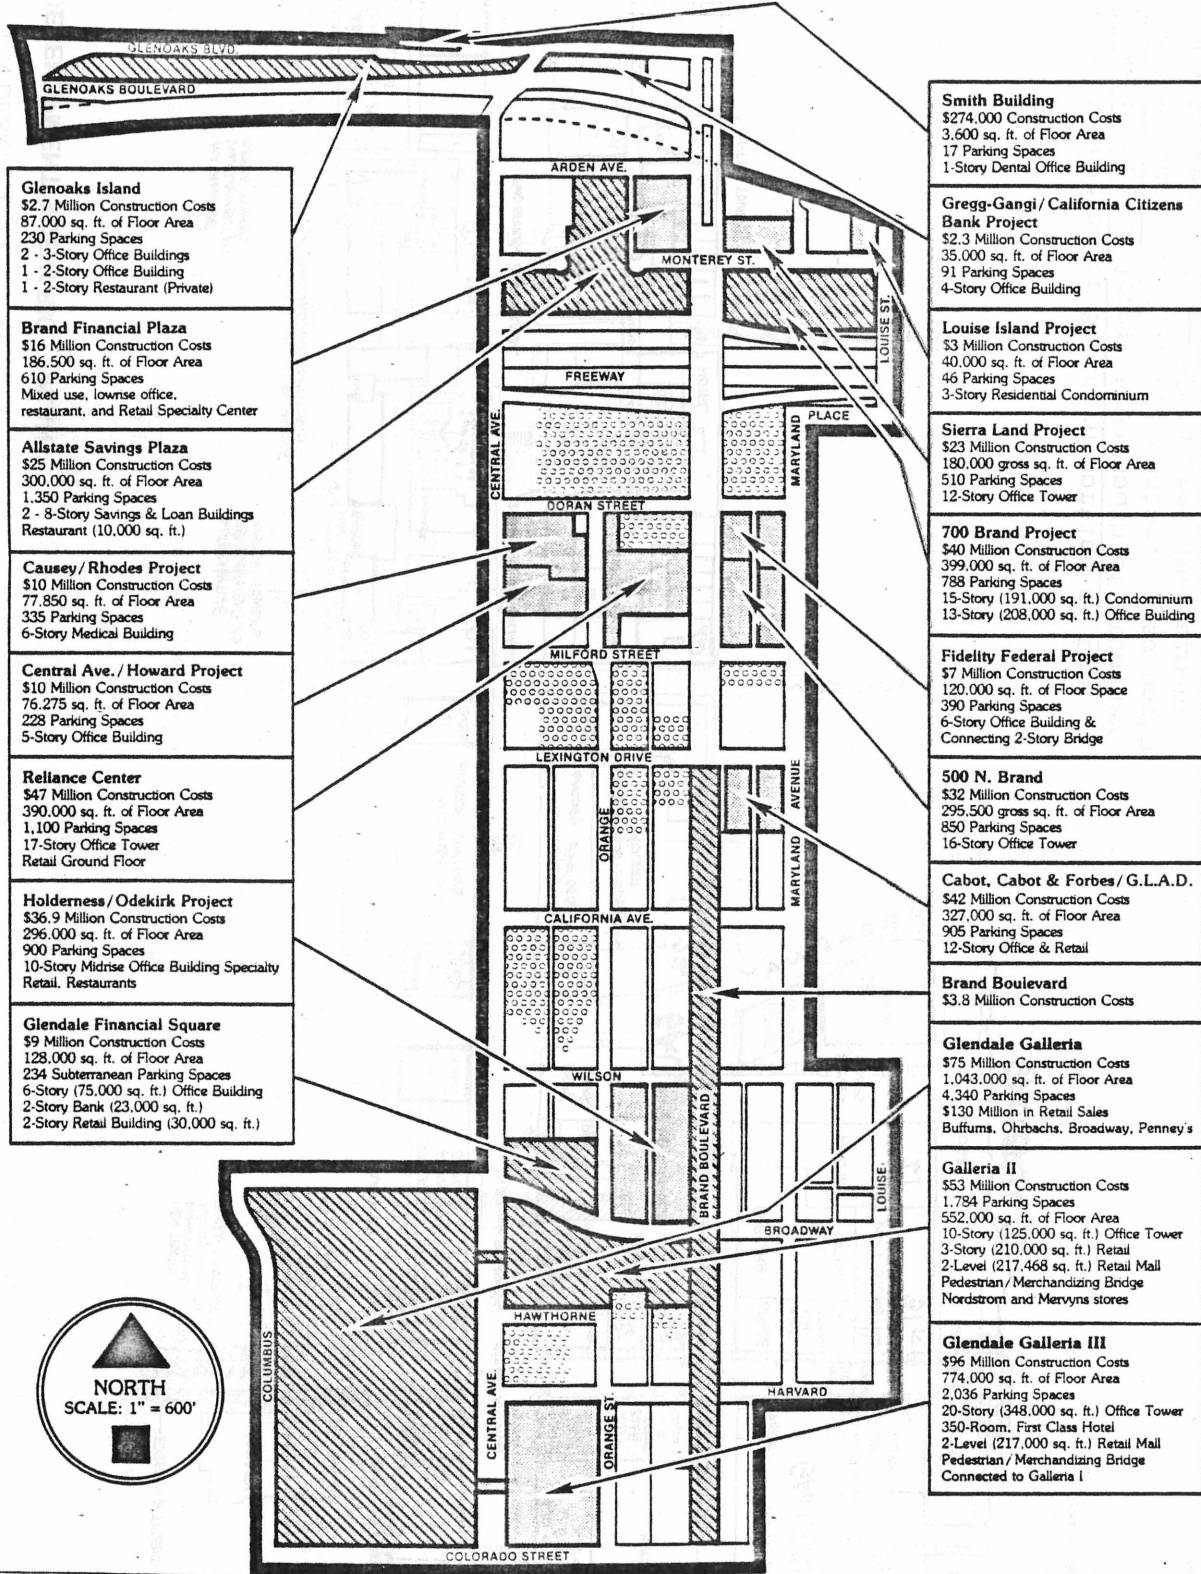 GLENOAKS BLVD.
GLENOAKS BOULEVARD
Glenoaks Island
$2.7 Million Construction Costs
87,000 sq. ft. of Floor Area
230 Parking Spaces
2 - 3-Story Office Buildings
1 - 2-Story Office Building
1 - 2-Story Restaurant (Private)
Brand Financial Plaza
$16 Million Construction Costs
186,500 sq. ft. of Floor Area
610 Parking Spaces
Mixed use, lowrise office,
restaurant, and Retail Specialty Center
Allstate Savings Plaza
$25 Million Construction Costs
300,000 sq. ft. of Floor Area
1,350 Parking Spaces
2 - 8-Story Savings & Loan Buildings
Restaurant (10,000 sq. ft.)
Causey/Rhodes Project
$10 Million Construction Costs
77,850 sq. ft. of Floor Area
335 Parking Spaces
6-Story Medical Building
Central Ave./Howard Project
$10 Million Construction Costs
76,275 sq. ft. of Floor Area
228 Parking Spaces
5-Story Office Building
Reliance Center
$47 Million Construction Costs
390,000 sq. ft. of Floor Area
1,100 Parking Spaces
17-Story Office Tower
Retail Ground Floor
Holderness/Odekirk Project
$36.9 Million Construction Costs
296,000 sq. ft. of Floor Area
900 Parking Spaces
10-Story Midrise Office Building Specialty
Retail, Restaurants
Glendale Financial Square
$9 Million Construction Costs
128,000 sq. ft. of Floor Area
234 Subterranean Parking Spaces
6-Story (75,000 sq. ft.) Office Building
2-Story Bank (23,000 sq. ft.)
2-Story Retail Building (30,000 sq. ft.)
NORTH
SCALE: 1" = 600'
ARDEN AVE.
MONTEREY ST.
LOUISE ST.
FREEWAY
PLACE
CENTRAL AVE.
MARYLAND
DORAN STREET
MILFORD STREET
LEXINGTON DRIVE
ORANGE
MARYLAND AVENUE
CALIFORNIA AVE.
WILSON
BRAND BOULEVARD
LOUISE
BROADWAY
HAWTHORNE
COLUMBUS
CENTRAL AVE.
ORANGE ST.
HARVARD
COLORADO STREET
Smith Building
$274,000 Construction Costs
3,600 sq. ft. of Floor Area
17 Parking Spaces
1-Story Dental Office Building
Gregg-Gangi/California Citizens
Bank Project
$2.3 Million Construction Costs
35,000 sq. ft. of Floor Area
91 Parking Spaces
4-Story Office Building
Louise Island Project
$3 Million Construction Costs
40,000 sq. ft. of Floor Area
46 Parking Spaces
3-Story Residential Condominium
Sierra Land Project
$23 Million Construction Costs
180,000 gross sq. ft. of Floor Area
510 Parking Spaces
12-Story Office Tower
700 Brand Project
$40 Million Construction Costs
399,000 sq. ft. of Floor Area
788 Parking Spaces
15-Story (191,000 sq. ft.) Condominium
13-Story (208,000 sq. ft.) Office Building
Fidelity Federal Project
$7 Million Construction Costs
120,000 sq. ft. of Floor Space
390 Parking Spaces
6-Story Office Building &
Connecting 2-Story Bridge
500 N. Brand
$32 Million Construction Costs
295,500 gross sq. ft. of Floor Area
850 Parking Spaces
16-Story Office Tower
Cabot, Cabot & Forbes/G.L.A.D.
$42 Million Construction Costs
327,000 sq. ft. of Floor Area
905 Parking Spaces
12-Story Office & Retail
Brand Boulevard
$3.8 Million Construction Costs
Glendale Galleria
$75 Million Construction Costs
1,043,000 sq. ft. of Floor Area
4,340 Parking Spaces
$130 Million in Retail Sales
Buffums, Ohrbachs, Broadway, Penney's
Galleria II
$53 Million Construction Costs
1,784 Parking Spaces
552,000 sq. ft. of Floor Area
10-Story (125,000 sq. ft.) Office Tower
3-Story (210,000 sq. ft.) Retail
2-Level (217,468 sq. ft.) Retail Mall
Pedestrian/Merchandizing Bridge
Nordstrom and Mervyns stores
Glendale Galleria III
$96 Million Construction Costs
774,000 sq. ft. of Floor Area
2,036 Parking Spaces
20-Story (348,000 sq. ft.) Office Tower
350-Room, First Class Hotel
2-Level (217,000 sq. ft.) Retail Mall
Pedestrian/Merchandizing Bridge
Connected to Galleria I